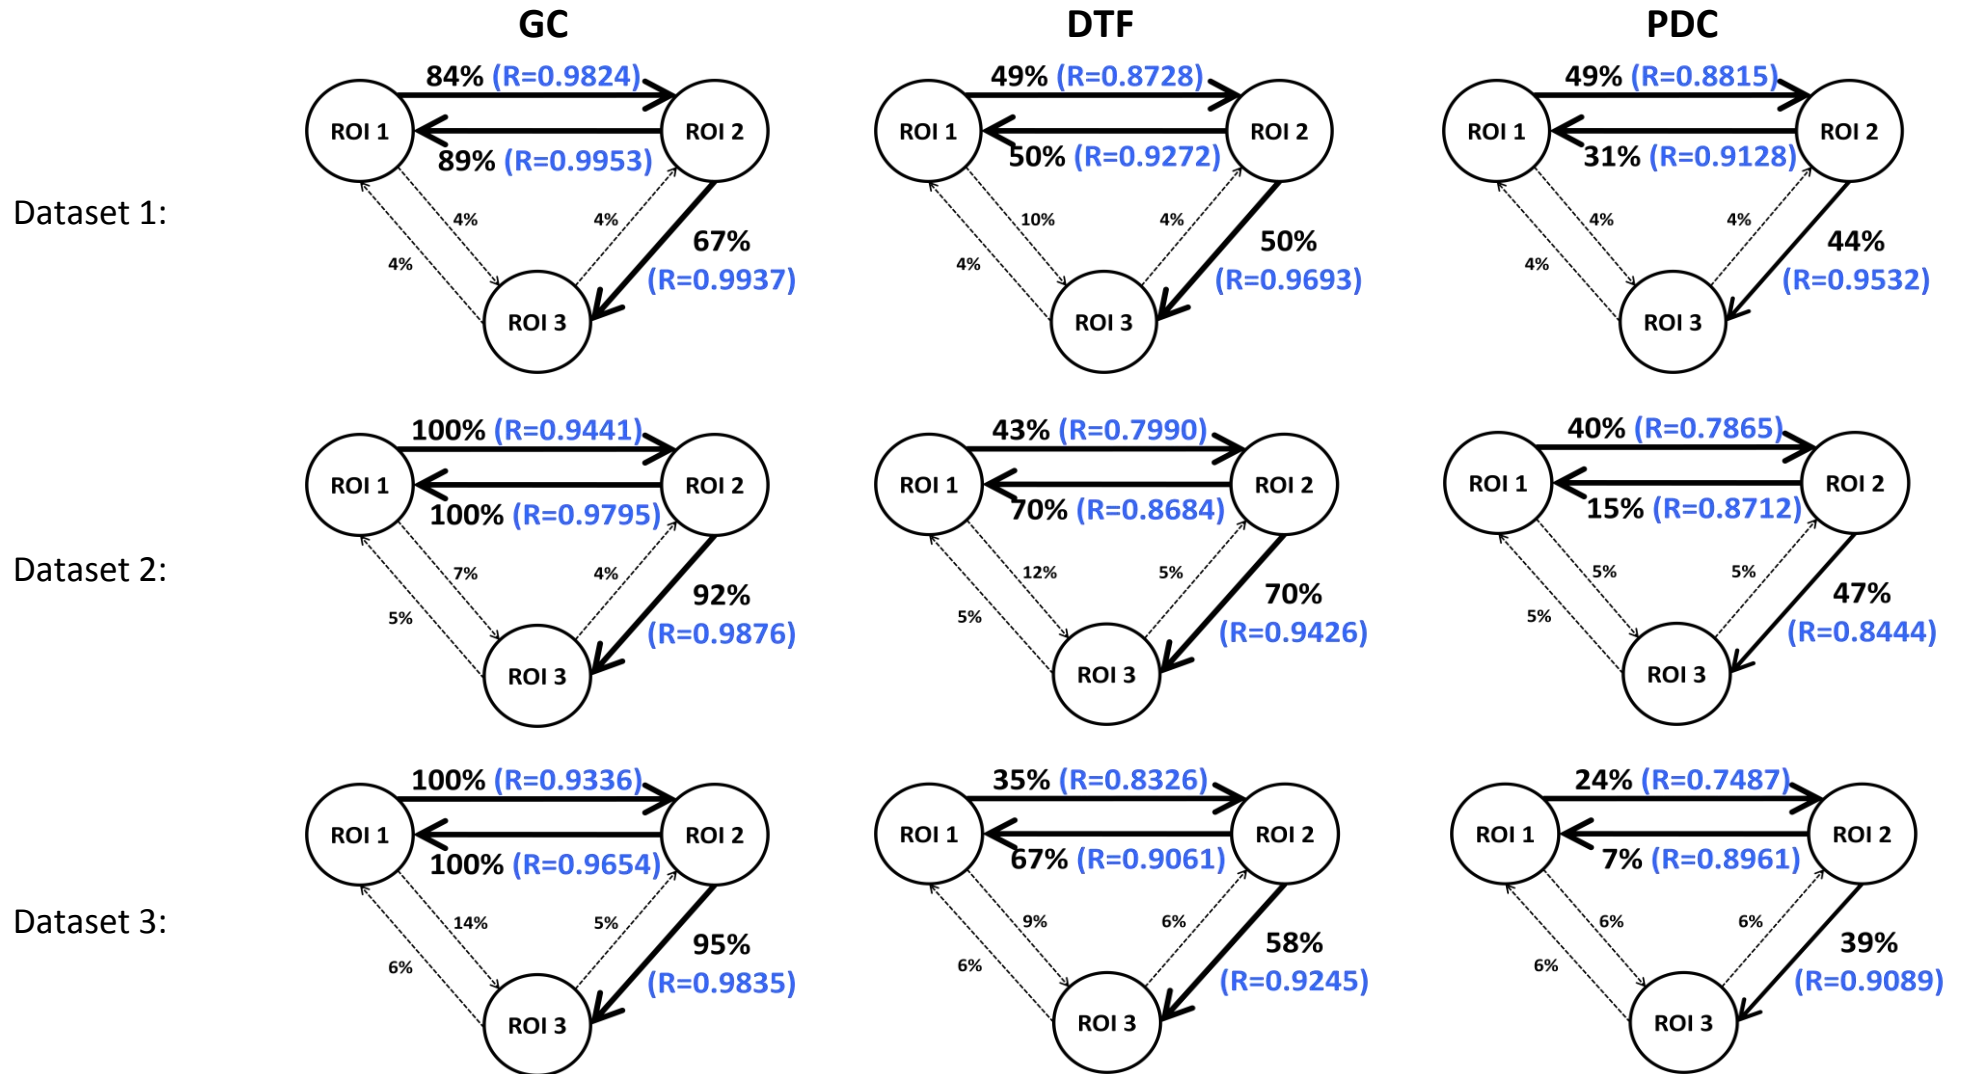 GC
DTF
PDC
Dataset 1:
84% (R=0.9824)
ROI 1
ROI 2
89% (R=0.9953)
4%
4%
67%
4%
(R=0.9937)
ROI 3
49% (R=0.8728)
ROI 1
ROI 2
50% (R=0.9272)
10%
4%
50%
4%
(R=0.9693)
ROI 3
49% (R=0.8815)
ROI 1
ROI 2
31% (R=0.9128)
4%
4%
44%
4%
(R=0.9532)
ROI 3
Dataset 2:
100% (R=0.9441)
ROI 1
ROI 2
100% (R=0.9795)
7%
4%
92%
5%
(R=0.9876)
ROI 3
43% (R=0.7990)
ROI 1
ROI 2
70% (R=0.8684)
12%
5%
70%
5%
(R=0.9426)
ROI 3
40% (R=0.7865)
ROI 1
ROI 2
15% (R=0.8712)
5%
5%
47%
5%
(R=0.8444)
ROI 3
Dataset 3:
100% (R=0.9336)
ROI 1
ROI 2
100% (R=0.9654)
14%
5%
95%
6%
(R=0.9835)
ROI 3
35% (R=0.8326)
ROI 1
ROI 2
67% (R=0.9061)
9%
6%
58%
6%
(R=0.9245)
ROI 3
24% (R=0.7487)
ROI 1
ROI 2
7% (R=0.8961)
6%
6%
39%
6%
(R=0.9089)
ROI 3